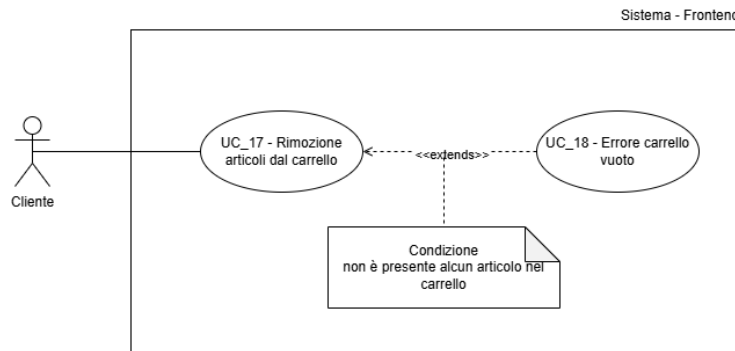 Sistema - Frontend
UC_17 - Rimozione
articoli dal carrello
<<extends>>
UC_18 - Errore carrello
vuoto
Cliente
Condizione
non è presente alcun articolo nel
carrello